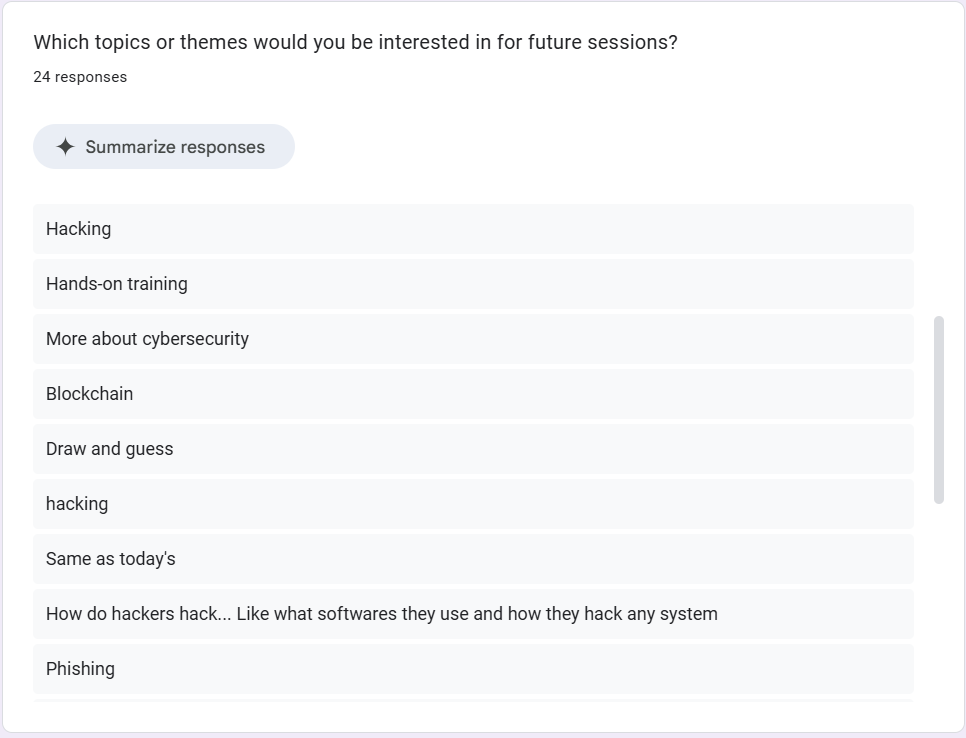 Which topics or themes would you be interested in for future sessions?
24 responses
Summarize responses
Hacking
Hands-on training
More about cybersecurity
Blockchain
Draw and guess
hacking
Same as today's
How do hackers hack... Like what softwares they use and how they hack any system
Phishing